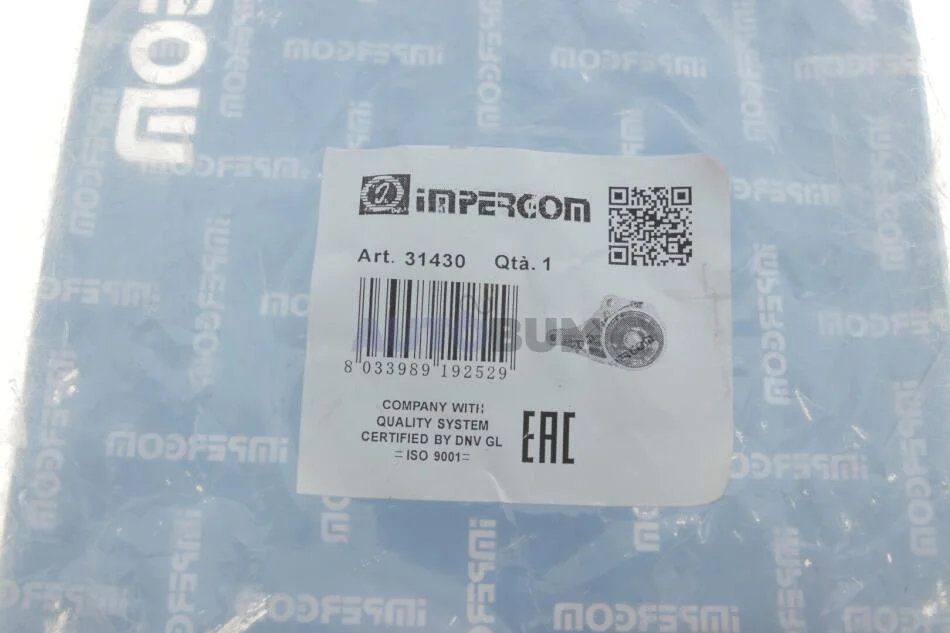 IMPERGOM
Art. 31430 Qtà. 1
8 033989 192529
COMPANY WITH
QUALITY SYSTEM
CERTIFIED BY DNV GL
= ISO 9001 =
EAC
AUTOBUM